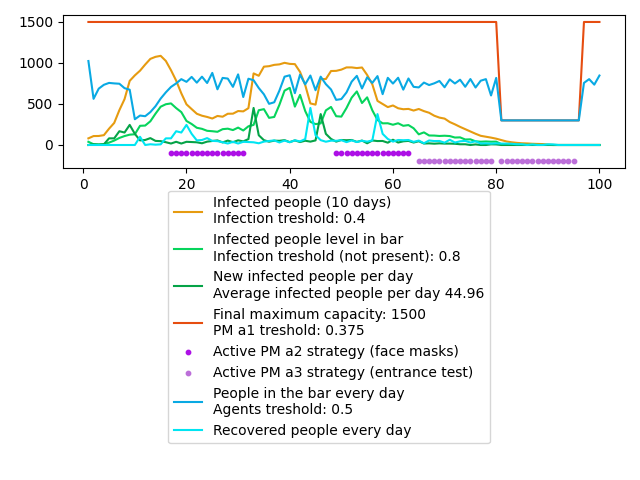 1500
1000
500
0
0 20 40 60 80 100
Infected people (10 days)
Infection treshold: 0.4
Infected people level in bar
Infection treshold (not present): 0.8
New infected people per day
Average infected people per day 44.96
Final maximum capacity: 1500
PM a1 treshold: 0.375
Active PM a2 strategy (face masks)
Active PM a3 strategy (entrance test)
People in the bar every day
Agents treshold: 0.5
Recovered people every day